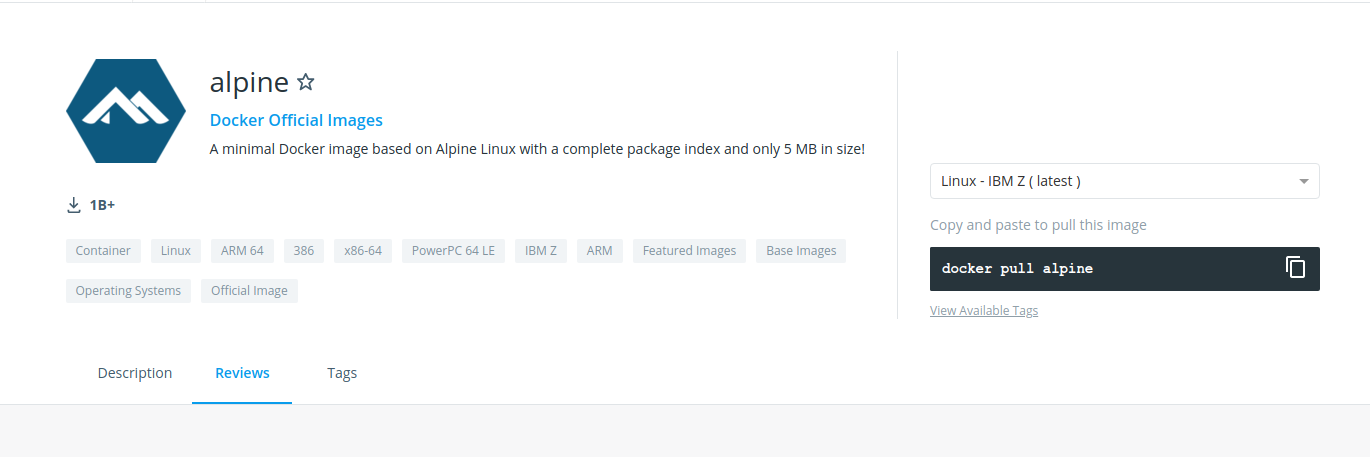 alpine
Docker Official Images
A minimal Docker image based on Alpine Linux with a complete package index and only 5 MB in size!
1B+
Container Linux ARM 64 386 x86-64 PowerPC 64 LE IBM Z ARM Featured Images Base Images
Operating Systems Official Image
Linux - IBM Z ( latest )
Copy and paste to pull this image
docker pull alpine
View Available Tags
Description Reviews Tags